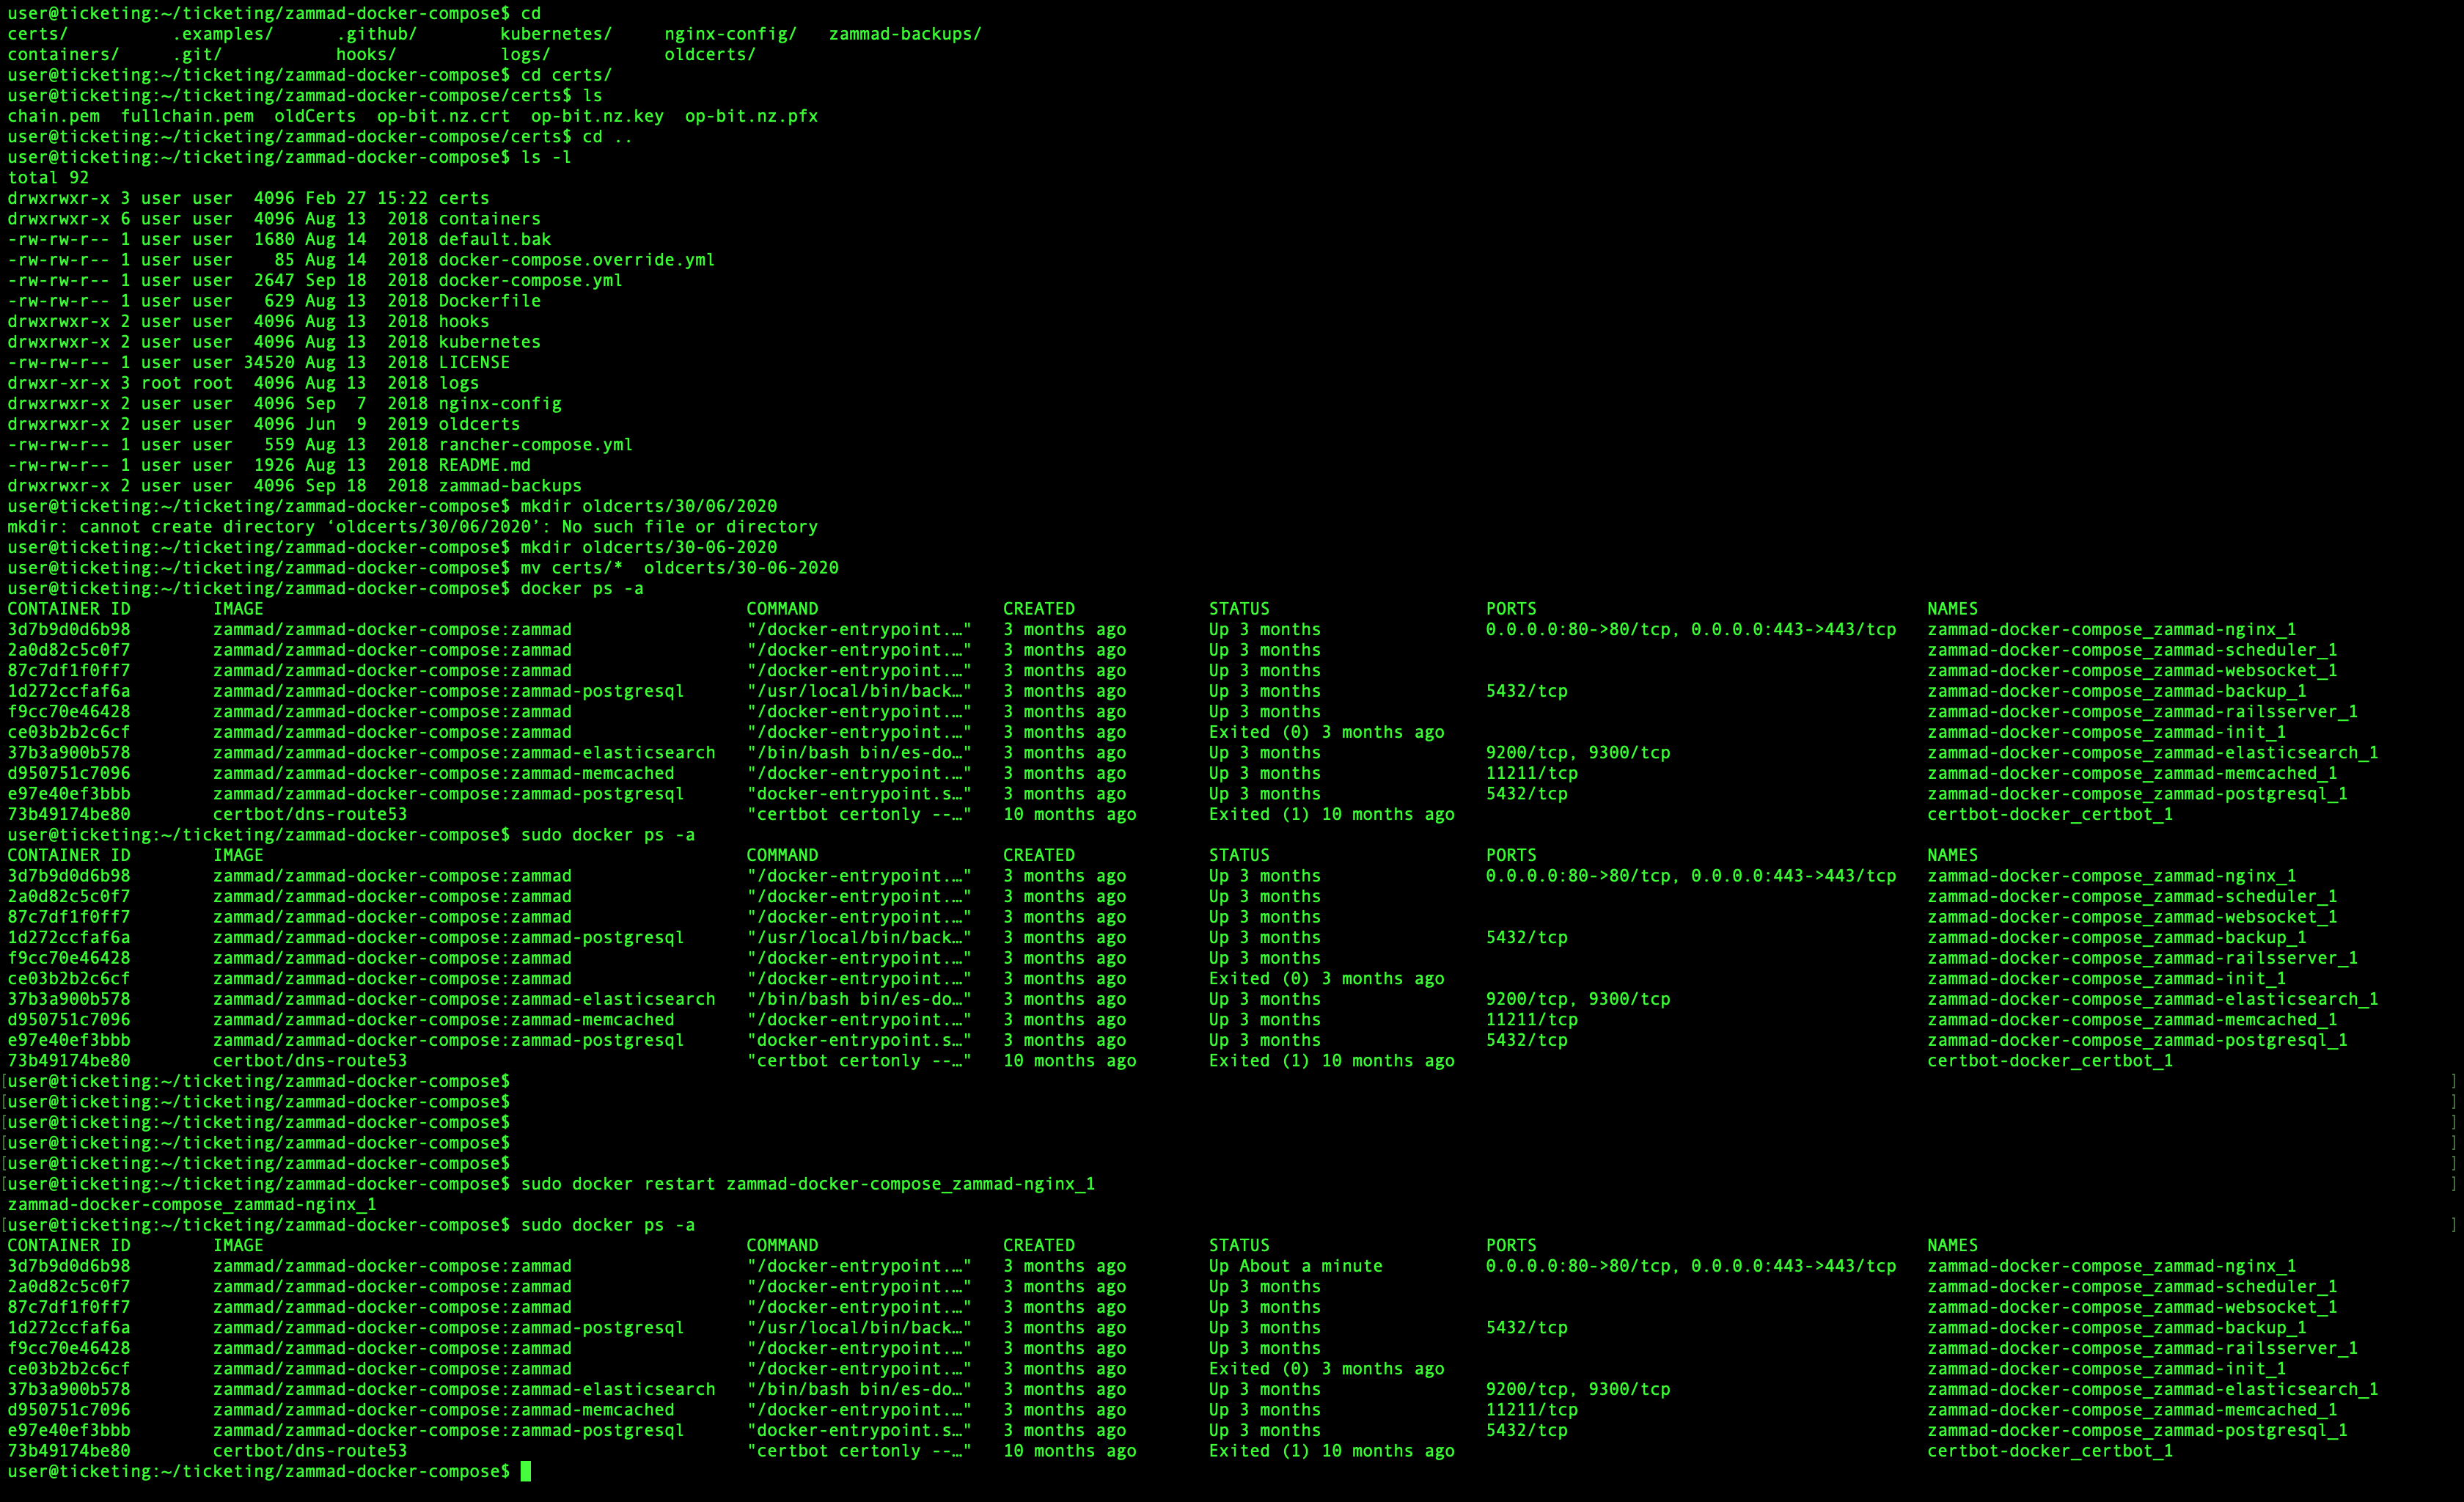 user@ticketing:~/ticketing/zammad-docker-compose$ cd
certs/          .examples/      .github/        kubernetes/     nginx-config/   zammad-backups/
containers/     .git/           hooks/          logs/           oldcerts/
user@ticketing:~/ticketing/zammad-docker-compose$ cd certs/
user@ticketing:~/ticketing/zammad-docker-compose/certs$ ls
chain.pem  fullchain.pem  oldCerts  op-bit.nz.crt  op-bit.nz.key  op-bit.nz.pfx
user@ticketing:~/ticketing/zammad-docker-compose/certs$ cd ..
user@ticketing:~/ticketing/zammad-docker-compose$ ls -l
total 92
drwxrwxr-x 3 user user  4096 Feb 27 15:22 certs
drwxrwxr-x 6 user user  4096 Aug 13  2018 containers
-rw-rw-r-- 1 user user  1680 Aug 14  2018 default.bak
-rw-rw-r-- 1 user user    85 Aug 14  2018 docker-compose.override.yml
-rw-rw-r-- 1 user user  2647 Sep 18  2018 docker-compose.yml
-rw-rw-r-- 1 user user   629 Aug 13  2018 Dockerfile
drwxrwxr-x 2 user user  4096 Aug 13  2018 hooks
drwxrwxr-x 2 user user  4096 Aug 13  2018 kubernetes
-rw-rw-r-- 1 user user 34520 Aug 13  2018 LICENSE
drwxr-xr-x 3 root root  4096 Aug 13  2018 logs
drwxrwxr-x 2 user user  4096 Sep  7  2018 nginx-config
drwxrwxr-x 2 user user  4096 Jun  9  2019 oldcerts
-rw-rw-r-- 1 user user   559 Aug 13  2018 rancher-compose.yml
-rw-rw-r-- 1 user user  1926 Aug 13  2018 README.md
drwxrwxr-x 2 user user  4096 Sep 18  2018 zammad-backups
user@ticketing:~/ticketing/zammad-docker-compose$ mkdir oldcerts/30/06/2020
mkdir: cannot create directory ‘oldcerts/30/06/2020’: No such file or directory
user@ticketing:~/ticketing/zammad-docker-compose$ mkdir oldcerts/30-06-2020
user@ticketing:~/ticketing/zammad-docker-compose$ mv certs/*  oldcerts/30-06-2020
user@ticketing:~/ticketing/zammad-docker-compose$ docker ps -a
CONTAINER ID IMAGE COMMAND CREATED STATUS PORTS NAMES
3d7b9d0d6b98 zammad/zammad-docker-compose:zammad "/docker-entrypoint.…" 3 months ago Up 3 months 0.0.0.0:80->80/tcp, 0.0.0.0:443->443/tcp zammad-docker-compose_zammad-nginx_1
2a0d82c5c0f7 zammad/zammad-docker-compose:zammad "/docker-entrypoint.…" 3 months ago Up 3 months zammad-docker-compose_zammad-scheduler_1
87c7df1f0ff7 zammad/zammad-docker-compose:zammad "/docker-entrypoint.…" 3 months ago Up 3 months zammad-docker-compose_zammad-websocket_1
1d272ccfaf6a zammad/zammad-docker-compose:zammad-postgresql "/usr/local/bin/back…" 3 months ago Up 3 months 5432/tcp zammad-docker-compose_zammad-backup_1
f9cc70e46428 zammad/zammad-docker-compose:zammad "/docker-entrypoint.…" 3 months ago Up 3 months zammad-docker-compose_zammad-railsserver_1
ce03b2b2c6cf zammad/zammad-docker-compose:zammad "/docker-entrypoint.…" 3 months ago Exited (0) 3 months ago zammad-docker-compose_zammad-init_1
37b3a900b578 zammad/zammad-docker-compose:zammad-elasticsearch "/bin/bash bin/es-do…" 3 months ago Up 3 months 9200/tcp, 9300/tcp zammad-docker-compose_zammad-elasticsearch_1
d950751c7096 zammad/zammad-docker-compose:zammad-memcached "/docker-entrypoint.…" 3 months ago Up 3 months 11211/tcp zammad-docker-compose_zammad-memcached_1
e97e40ef3bbb zammad/zammad-docker-compose:zammad-postgresql "docker-entrypoint.s…" 3 months ago Up 3 months 5432/tcp zammad-docker-compose_zammad-postgresql_1
73b49174be80 certbot/dns-route53 "certbot certonly --…" 10 months ago Exited (1) 10 months ago certbot-docker_certbot_1
user@ticketing:~/ticketing/zammad-docker-compose$ sudo docker ps -a
CONTAINER ID IMAGE COMMAND CREATED STATUS PORTS NAMES
3d7b9d0d6b98 zammad/zammad-docker-compose:zammad "/docker-entrypoint.…" 3 months ago Up 3 months 0.0.0.0:80->80/tcp, 0.0.0.0:443->443/tcp zammad-docker-compose_zammad-nginx_1
2a0d82c5c0f7 zammad/zammad-docker-compose:zammad "/docker-entrypoint.…" 3 months ago Up 3 months zammad-docker-compose_zammad-scheduler_1
87c7df1f0ff7 zammad/zammad-docker-compose:zammad "/docker-entrypoint.…" 3 months ago Up 3 months zammad-docker-compose_zammad-websocket_1
1d272ccfaf6a zammad/zammad-docker-compose:zammad-postgresql "/usr/local/bin/back…" 3 months ago Up 3 months 5432/tcp zammad-docker-compose_zammad-backup_1
f9cc70e46428 zammad/zammad-docker-compose:zammad "/docker-entrypoint.…" 3 months ago Up 3 months zammad-docker-compose_zammad-railsserver_1
ce03b2b2c6cf zammad/zammad-docker-compose:zammad "/docker-entrypoint.…" 3 months ago Exited (0) 3 months ago zammad-docker-compose_zammad-init_1
37b3a900b578 zammad/zammad-docker-compose:zammad-elasticsearch "/bin/bash bin/es-do…" 3 months ago Up 3 months 9200/tcp, 9300/tcp zammad-docker-compose_zammad-elasticsearch_1
d950751c7096 zammad/zammad-docker-compose:zammad-memcached "/docker-entrypoint.…" 3 months ago Up 3 months 11211/tcp zammad-docker-compose_zammad-memcached_1
e97e40ef3bbb zammad/zammad-docker-compose:zammad-postgresql "docker-entrypoint.s…" 3 months ago Up 3 months 5432/tcp zammad-docker-compose_zammad-postgresql_1
73b49174be80 certbot/dns-route53 "certbot certonly --…" 10 months ago Exited (1) 10 months ago certbot-docker_certbot_1
[user@ticketing:~/ticketing/zammad-docker-compose$ ]
[user@ticketing:~/ticketing/zammad-docker-compose$ ]
[user@ticketing:~/ticketing/zammad-docker-compose$ ]
[user@ticketing:~/ticketing/zammad-docker-compose$ ]
[user@ticketing:~/ticketing/zammad-docker-compose$ ]
[user@ticketing:~/ticketing/zammad-docker-compose$ sudo docker restart zammad-docker-compose_zammad-nginx_1 ]
zammad-docker-compose_zammad-nginx_1
[user@ticketing:~/ticketing/zammad-docker-compose$ sudo docker ps -a ]
CONTAINER ID IMAGE COMMAND CREATED STATUS PORTS NAMES
3d7b9d0d6b98 zammad/zammad-docker-compose:zammad "/docker-entrypoint.…" 3 months ago Up About a minute 0.0.0.0:80->80/tcp, 0.0.0.0:443->443/tcp zammad-docker-compose_zammad-nginx_1
2a0d82c5c0f7 zammad/zammad-docker-compose:zammad "/docker-entrypoint.…" 3 months ago Up 3 months zammad-docker-compose_zammad-scheduler_1
87c7df1f0ff7 zammad/zammad-docker-compose:zammad "/docker-entrypoint.…" 3 months ago Up 3 months zammad-docker-compose_zammad-websocket_1
1d272ccfaf6a zammad/zammad-docker-compose:zammad-postgresql "/usr/local/bin/back…" 3 months ago Up 3 months 5432/tcp zammad-docker-compose_zammad-backup_1
f9cc70e46428 zammad/zammad-docker-compose:zammad "/docker-entrypoint.…" 3 months ago Up 3 months zammad-docker-compose_zammad-railsserver_1
ce03b2b2c6cf zammad/zammad-docker-compose:zammad "/docker-entrypoint.…" 3 months ago Exited (0) 3 months ago zammad-docker-compose_zammad-init_1
37b3a900b578 zammad/zammad-docker-compose:zammad-elasticsearch "/bin/bash bin/es-do…" 3 months ago Up 3 months 9200/tcp, 9300/tcp zammad-docker-compose_zammad-elasticsearch_1
d950751c7096 zammad/zammad-docker-compose:zammad-memcached "/docker-entrypoint.…" 3 months ago Up 3 months 11211/tcp zammad-docker-compose_zammad-memcached_1
e97e40ef3bbb zammad/zammad-docker-compose:zammad-postgresql "docker-entrypoint.s…" 3 months ago Up 3 months 5432/tcp zammad-docker-compose_zammad-postgresql_1
73b49174be80 certbot/dns-route53 "certbot certonly --…" 10 months ago Exited (1) 10 months ago certbot-docker_certbot_1
user@ticketing:~/ticketing/zammad-docker-compose$